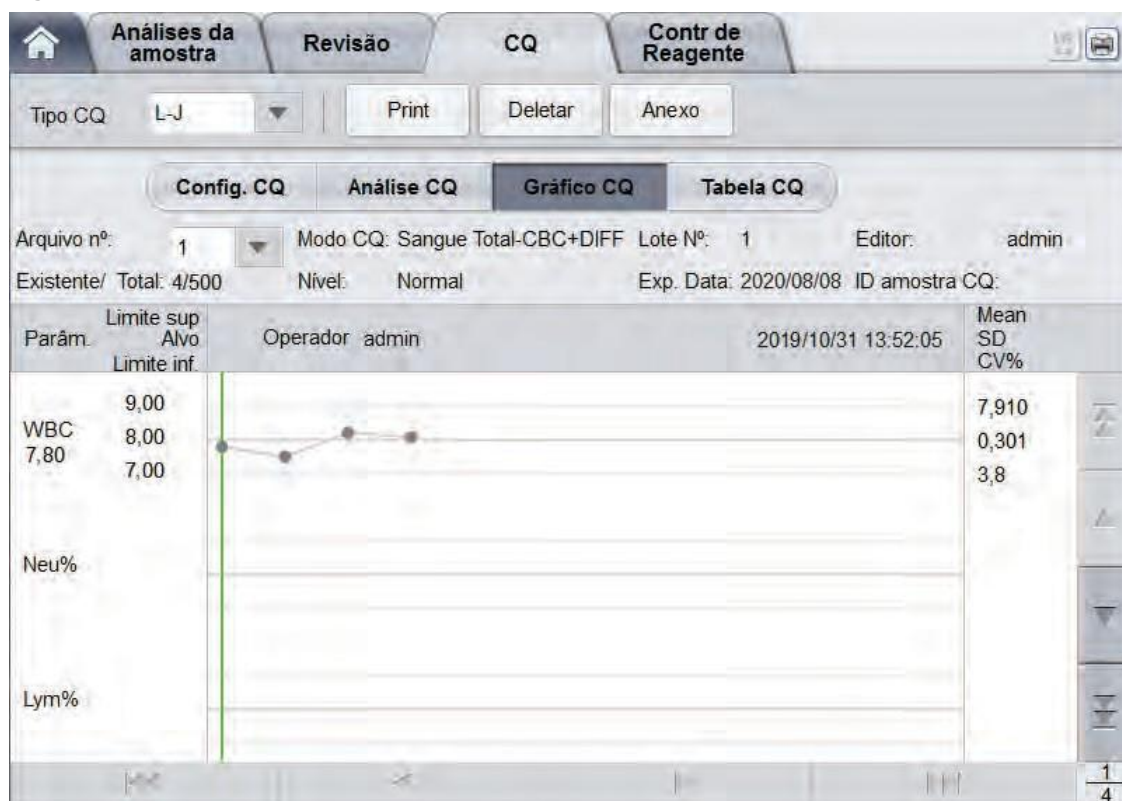 Análises da amostra Revisão CQ Contr de Reagente
Tipo CQ L-J Print Deletar Anexo
Config. CQ Análise CQ Gráfico CQ Tabela CQ
Arquivo nº: 1 Modo CQ: Sangue Total-CBC+DIFF Lote Nº: 1 Editor: admin
Existente/ Total: 4/500 Nível: Normal Exp. Data: 2020/08/08 ID amostra CQ:
Parâm. Limite sup Alvo Limite inf. Operador admin 2019/10/31 13:52:05 Mean SD CV%
9,00 7,910
WBC 8,00 0,301
7,80 7,00 3,8
Neu%
Lym%
1
4